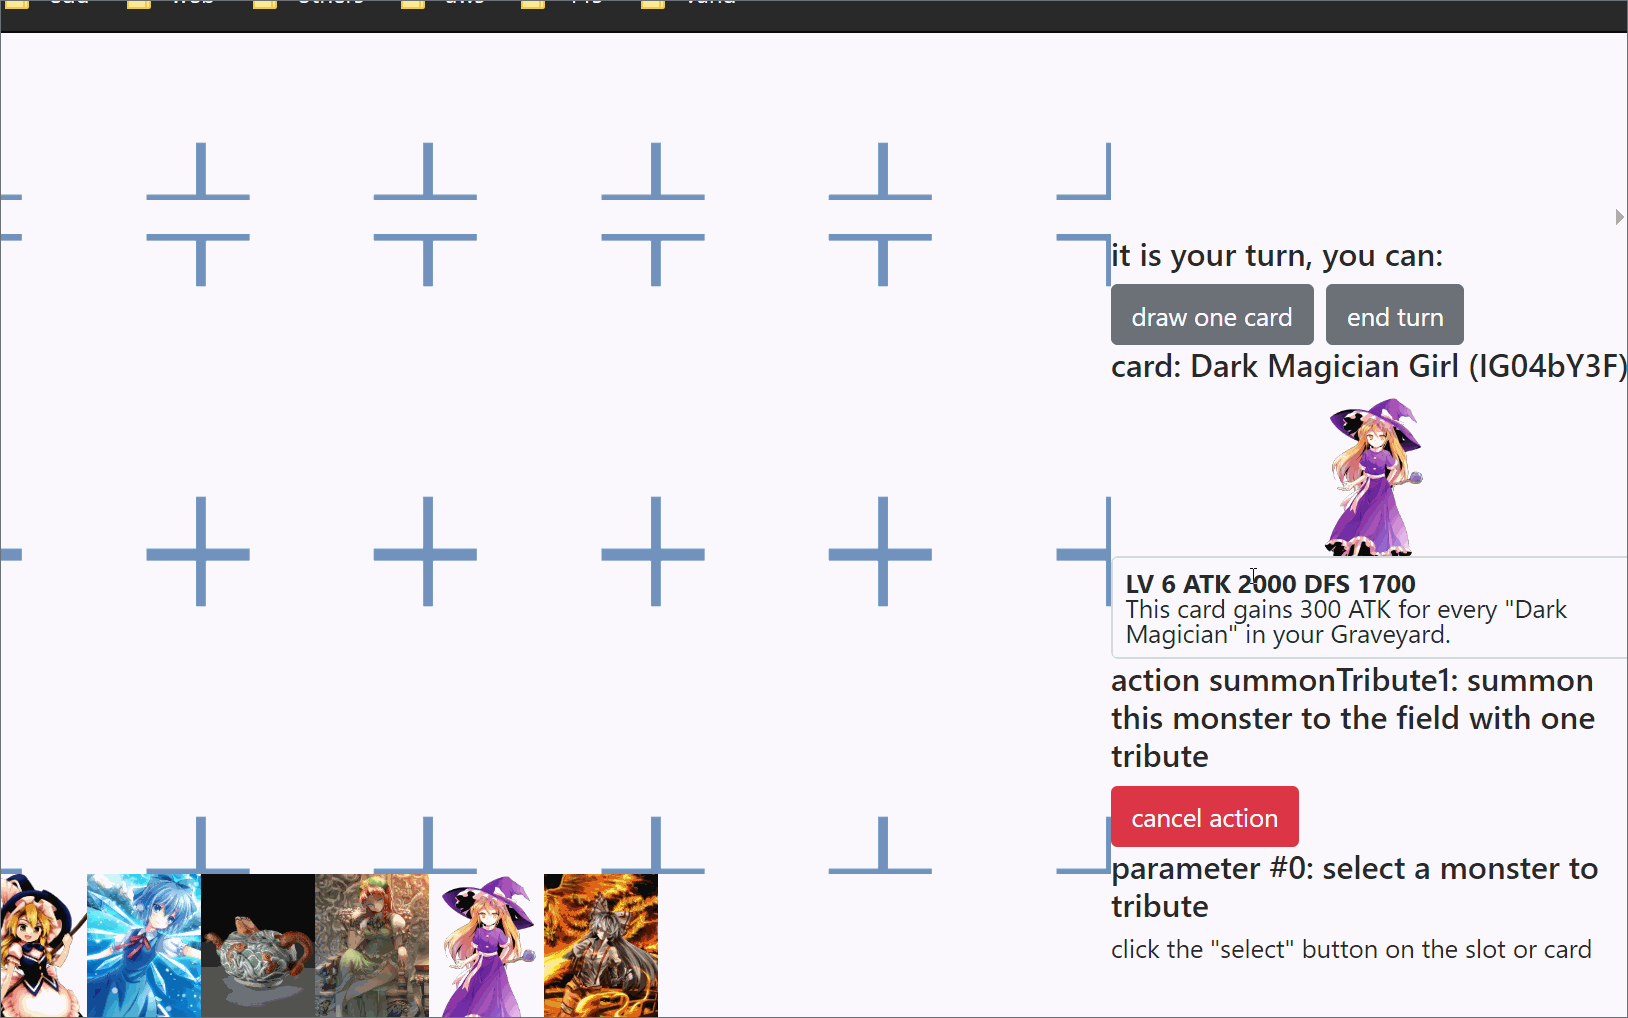 it is your turn, you can:
draw one card
end turn
card: Dark Magician Girl (IG04bY3F)
LV 6 ATK 2000 DFS 1700
This card gains 300 ATK for every "Dark
Magician" in your Graveyard.
action summonTribute1: summon
this monster to the field with one
tribute
cancel action
parameter #0: select a monster to
tribute
click the "select" button on the slot or card